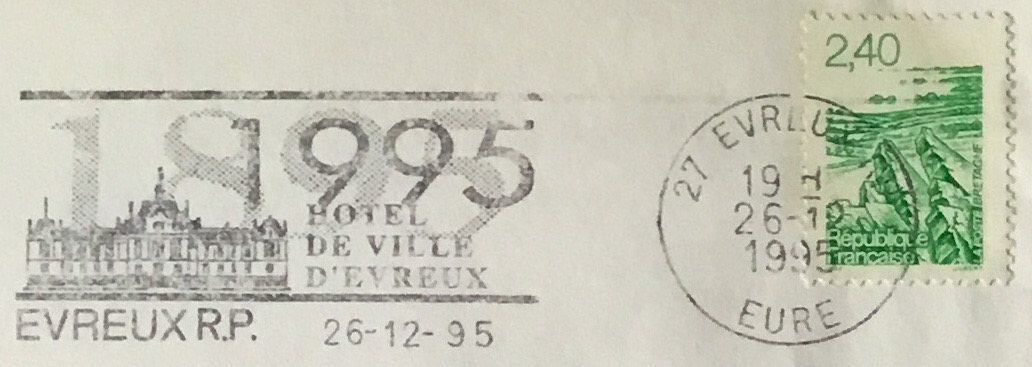 1895
1995
HOTEL
DE VILLE
D'EVREUX
EVREUX R.P. 26-12-95
27 EVREUX
19 H
26-12
1995
EURE
2,40
République
Française
BRETAGNE